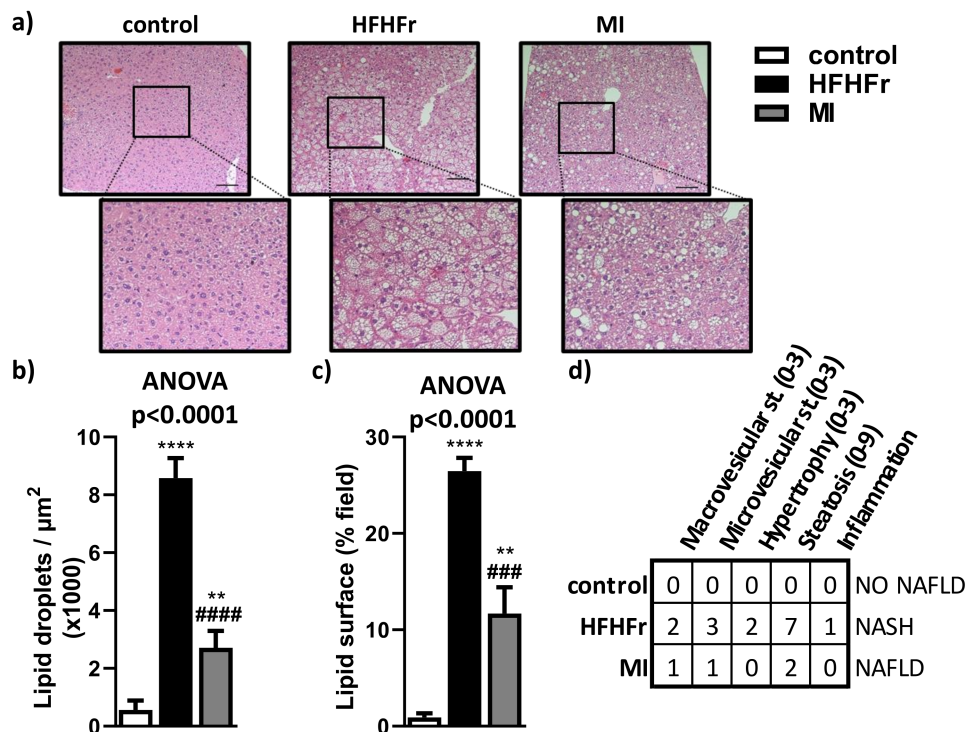 a)
control
HFHFr
MI
control
HFHFr
MI
b)
ANOVA
p<0.0001
Lipid droplets / µm²
(x1000)
10
8
6
4
2
0
****
**
####
c)
ANOVA
p<0.0001
Lipid surface (% field)
30
20
10
0
****
**
###
d)
Macrovesicular st. (0-3)
Microvesicular st (0-3)
Hypertrophy (0-3)
Steatosis (0-9)
Inflammation
control 0 0 0 0 0 NO NAFLD
HFHFr 2 3 2 7 1 NASH
MI 1 1 0 2 0 NAFLD